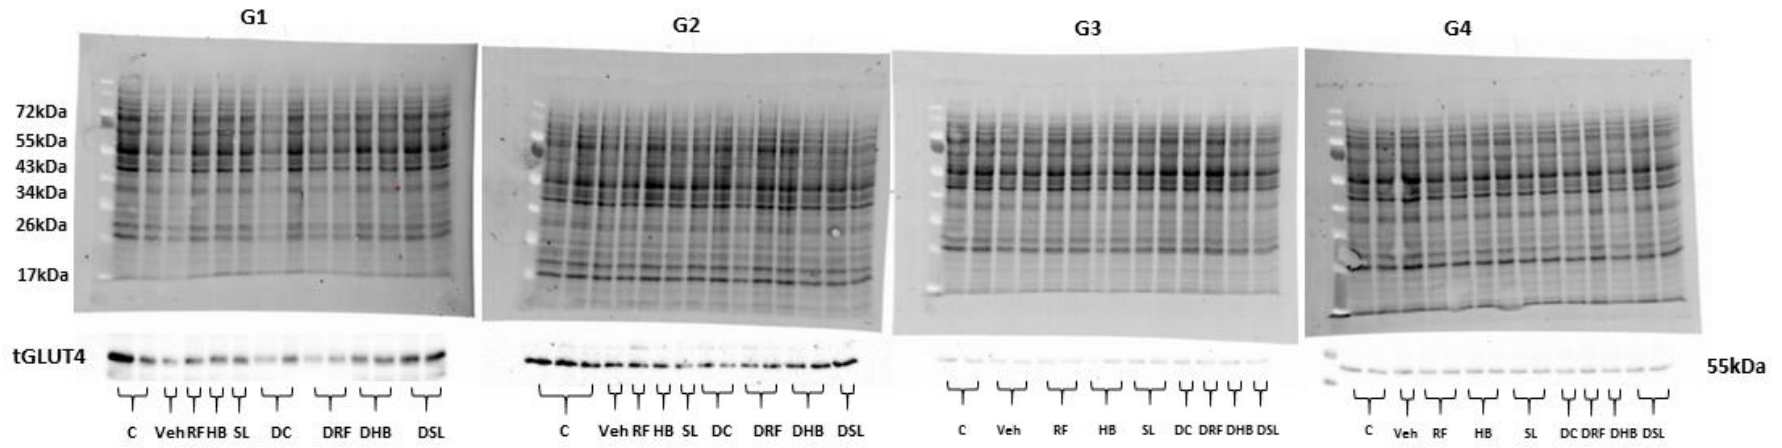 G1 G2 G3 G4
72kDa
55kDa
43kDa
34kDa
26kDa
17kDa
tGLUT4 55kDa
C Veh RF HB SL DC DRF DHB DSL C Veh RF HB SL DC DRF DHB DSL C Veh RF HB SL DC DRF DHB DSL C Veh RF HB SL DC DRF DHB DSL